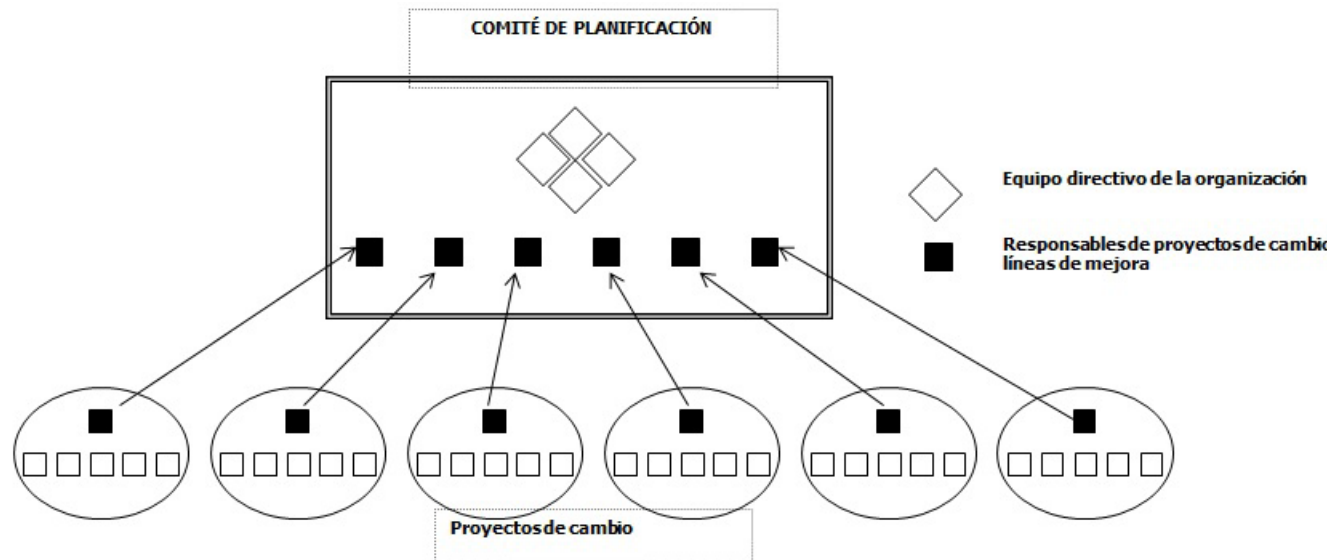 COMITÉ DE PLANIFICACIÓN
Equipo directivo de la organización
Responsables de proyectos de cambio
líneas de mejora
Proyectos de cambio